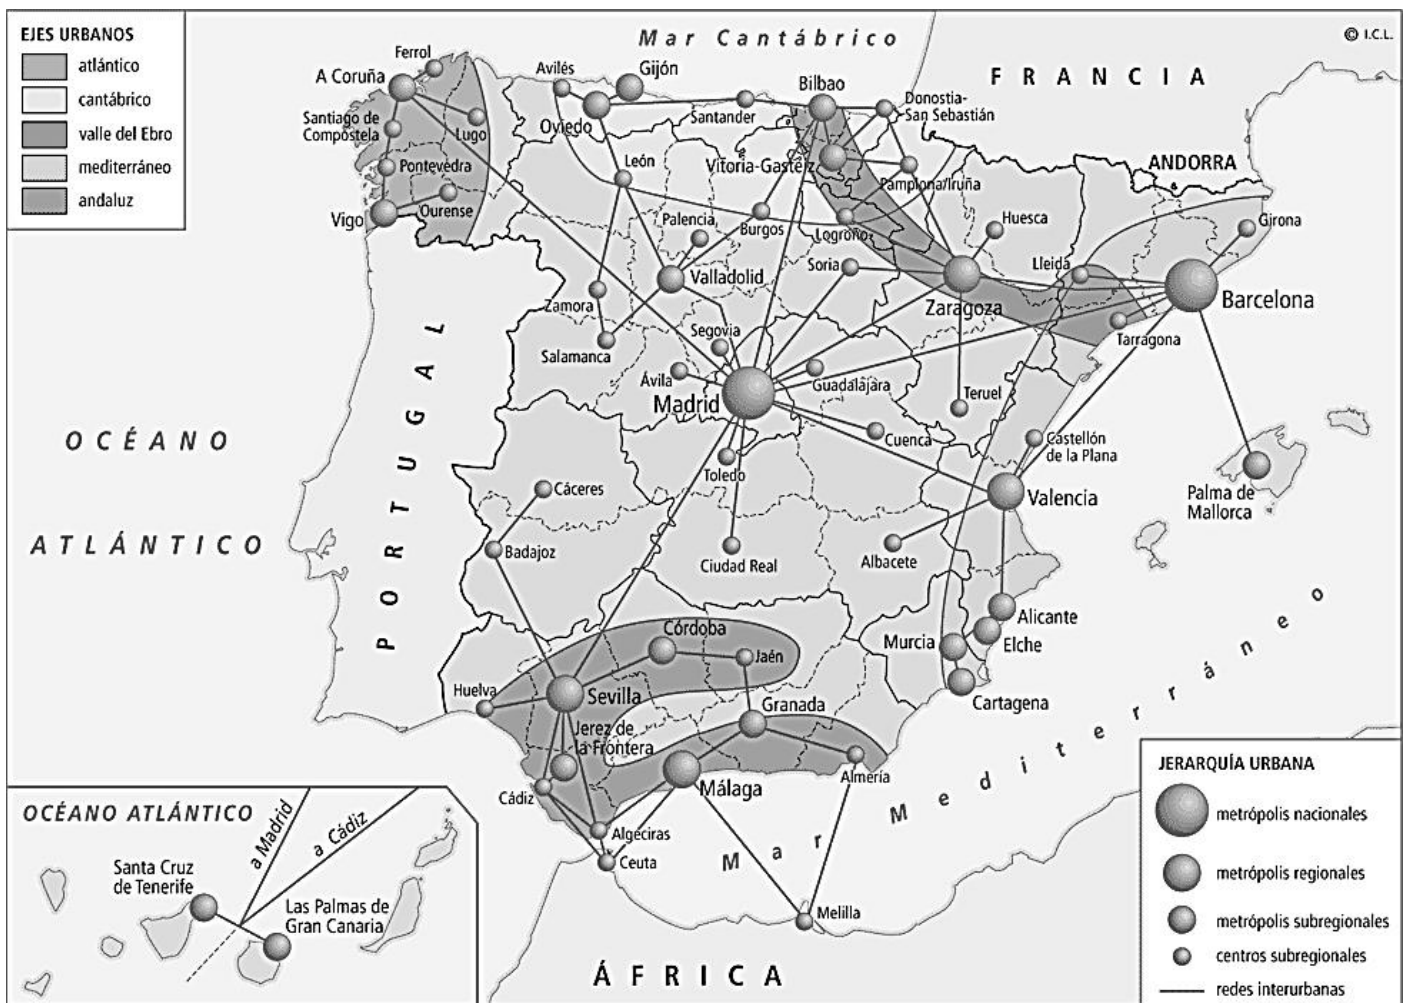 EJES URBANOS
atlántico
cantábrico
valle del Ebro
mediterráneo
andaluz
Mar Cantábrico
© I.C.L.
FRANCIA
ANDORRA
PORTUGAL
OCÉANO
ATLÁNTICO
Mar Mediterráneo
ÁFRICA
Ferrol
A Coruña
Santiago de
Compostela
Lugo
Pontevedra
Ourense
Vigo
Avilés
Gijón
Oviedo
Santander
Bilbao
Donostia-
San Sebastián
Vitoria-Gasteiz
Pamplona/Iruña
León
Palencia
Burgos
Logroño
Huesca
Girona
Lleida
Soria
Valladolid
Zaragoza
Barcelona
Zamora
Tarragona
Segovia
Salamanca
Ávila
Guadalajara
Madrid
Teruel
Cuenca
Castellón
de la Plana
Toledo
Cáceres
Valencia
Palma de
Mallorca
Badajoz
Ciudad Real
Albacete
Alicante
Elche
Murcia
Cartagena
Córdoba
Jaén
Huelva
Sevilla
Granada
Jerez de
la Frontera
Málaga
Almería
Cádiz
Algeciras
Ceuta
Melilla
OCÉANO ATLÁNTICO
a Madrid
a Cádiz
Santa Cruz
de Tenerife
Las Palmas de
Gran Canaria
JERARQUÍA URBANA
metrópolis nacionales
metrópolis regionales
metrópolis subregionales
centros subregionales
redes interurbanas